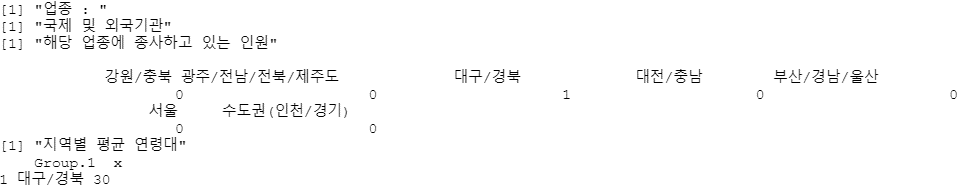 [1] "업종 : "
[1] "국제 및 외국기관"
[1] "해당 업종에 종사하고 있는 인원"
강원/충북 광주/전남/전북/제주도 대구/경북 대전/충남 부산/경남/울산
0 0 1 0 0
서울 수도권(인천/경기)
0 0
[1] "지역별 평균 연령대"
Group.1 x
1 대구/경북 30